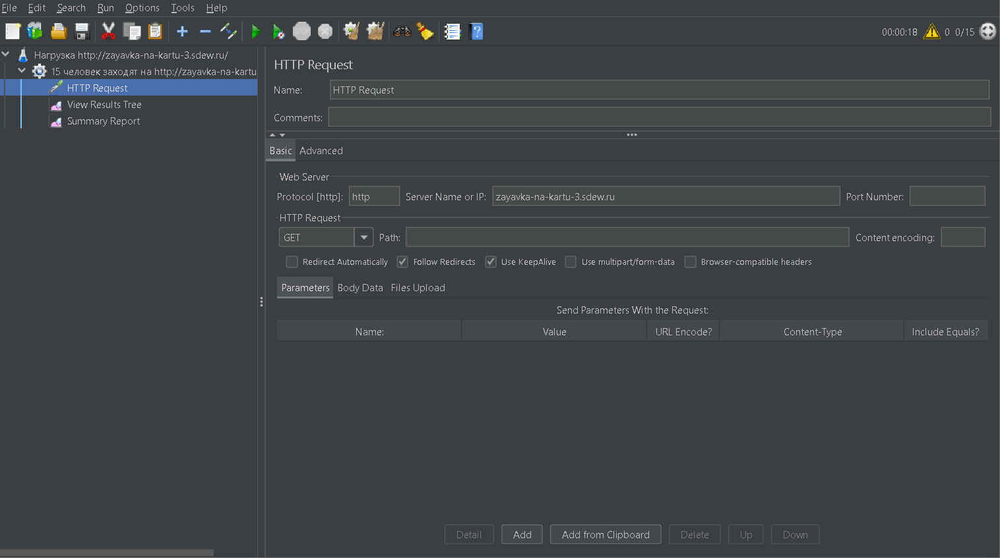 File Edit Search Run Options Tools Help
STOP 00:00:18 0 0/15
Нагрузка http://zayavka-na-kartu-3.sdew.ru/
15 человек заходят на http://zayavka-na-kartu
HTTP Request
View Results Tree
Summary Report
HTTP Request
Name: HTTP Request
Comments:
Basic Advanced
Web Server
Protocol [http]: http Server Name or IP: zayavka-na-kartu-3.sdew.ru Port Number:
HTTP Request
GET Path: Content encoding:
Redirect Automatically Follow Redirects Use KeepAlive Use multipart/form-data Browser-compatible headers
Parameters Body Data Files Upload
Send Parameters With the Request:
Name: Value URL Encode? Content-Type Include Equals?
Detail Add Add from Clipboard Delete Up Down